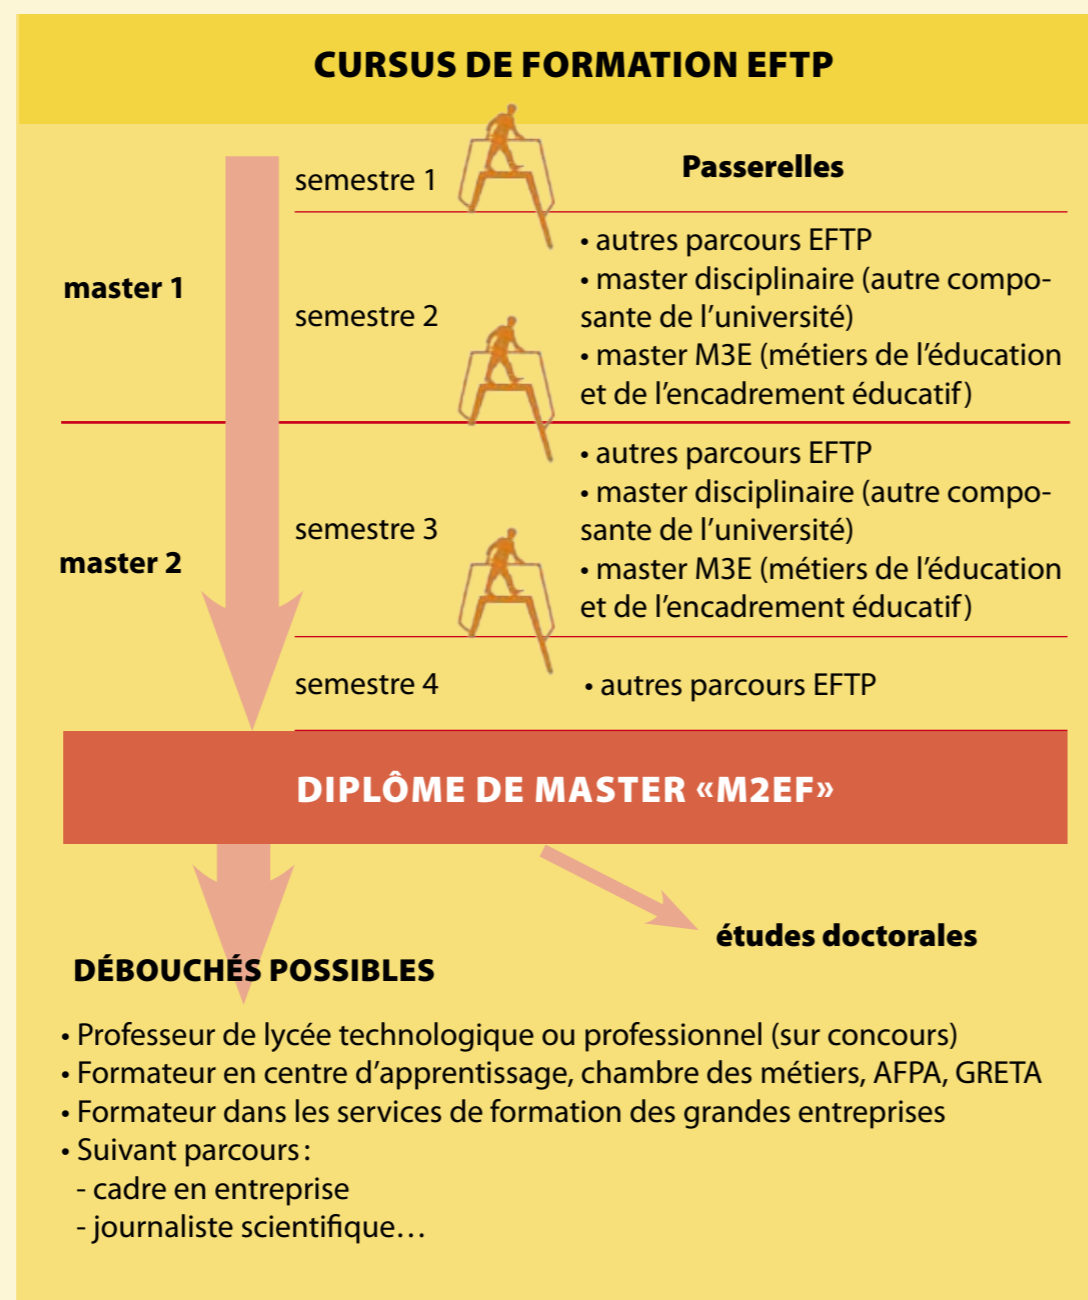 CURSUS DE FORMATION EFTP
semestre 1
Passerelles
master 1
semestre 2
• autres parcours EFTP
• master disciplinaire (autre compo-
sante de l’université)
• master M3E (métiers de l’éducation
et de l’encadrement éducatif)
master 2
semestre 3
• autres parcours EFTP
• master disciplinaire (autre compo-
sante de l’université)
• master M3E (métiers de l’éducation
et de l’encadrement éducatif)
semestre 4
• autres parcours EFTP
DIPLÔME DE MASTER «M2EF»
études doctorales
DÉBOUCHÉS POSSIBLES
• Professeur de lycée technologique ou professionnel (sur concours)
• Formateur en centre d’apprentissage, chambre des métiers, AFPA, GRETA
• Formateur dans les services de formation des grandes entreprises
• Suivant parcours :
- cadre en entreprise
- journaliste scientifique…